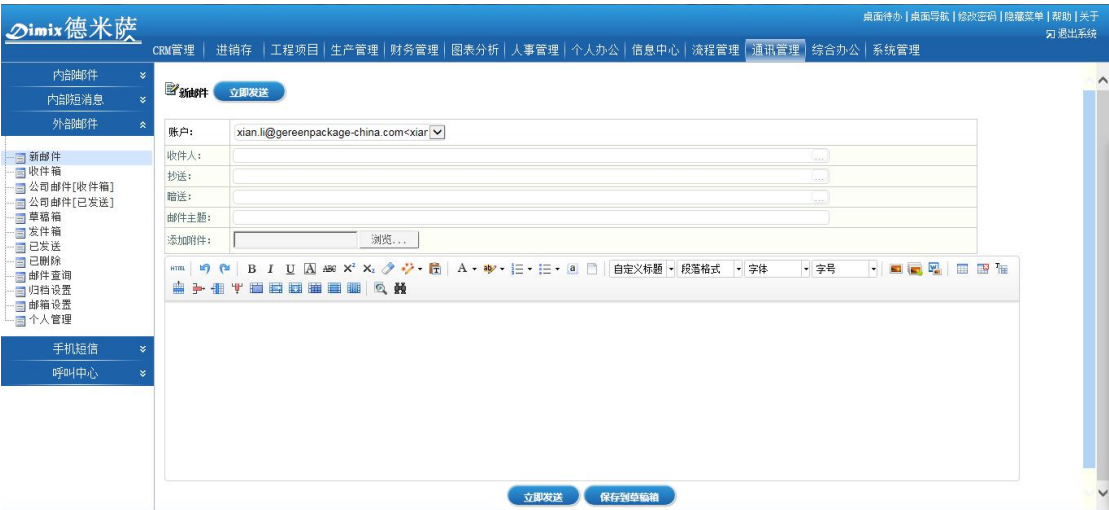 Dimix德米萨
桌面待办 | 桌面导航 | 修改密码 | 隐藏菜单 | 帮助 | 关于
退出系统
CRM管理 | 进销存 | 工程项目 | 生产管理 | 财务管理 | 图表分析 | 人事管理 | 个人办公 | 信息中心 | 流程管理 | 通讯管理 | 综合办公 | 系统管理
内部邮件
内部短消息
外部邮件
新邮件
收件箱
公司邮件[收件箱]
公司邮件[已发送]
草稿箱
发件箱
已发送
已删除
邮件查询
归档设置
邮箱设置
个人管理
手机短信
呼叫中心
新邮件 立即发送
账户: xian.li@gereenpackage-china.com<xiar
收件人: ...
抄送: ...
暗送: ...
邮件主题:
添加附件: 浏览...
HTML B I U A ABC X² X₂ A ab a 自定义标题 段落格式 字体 字号
立即发送 保存到草稿箱